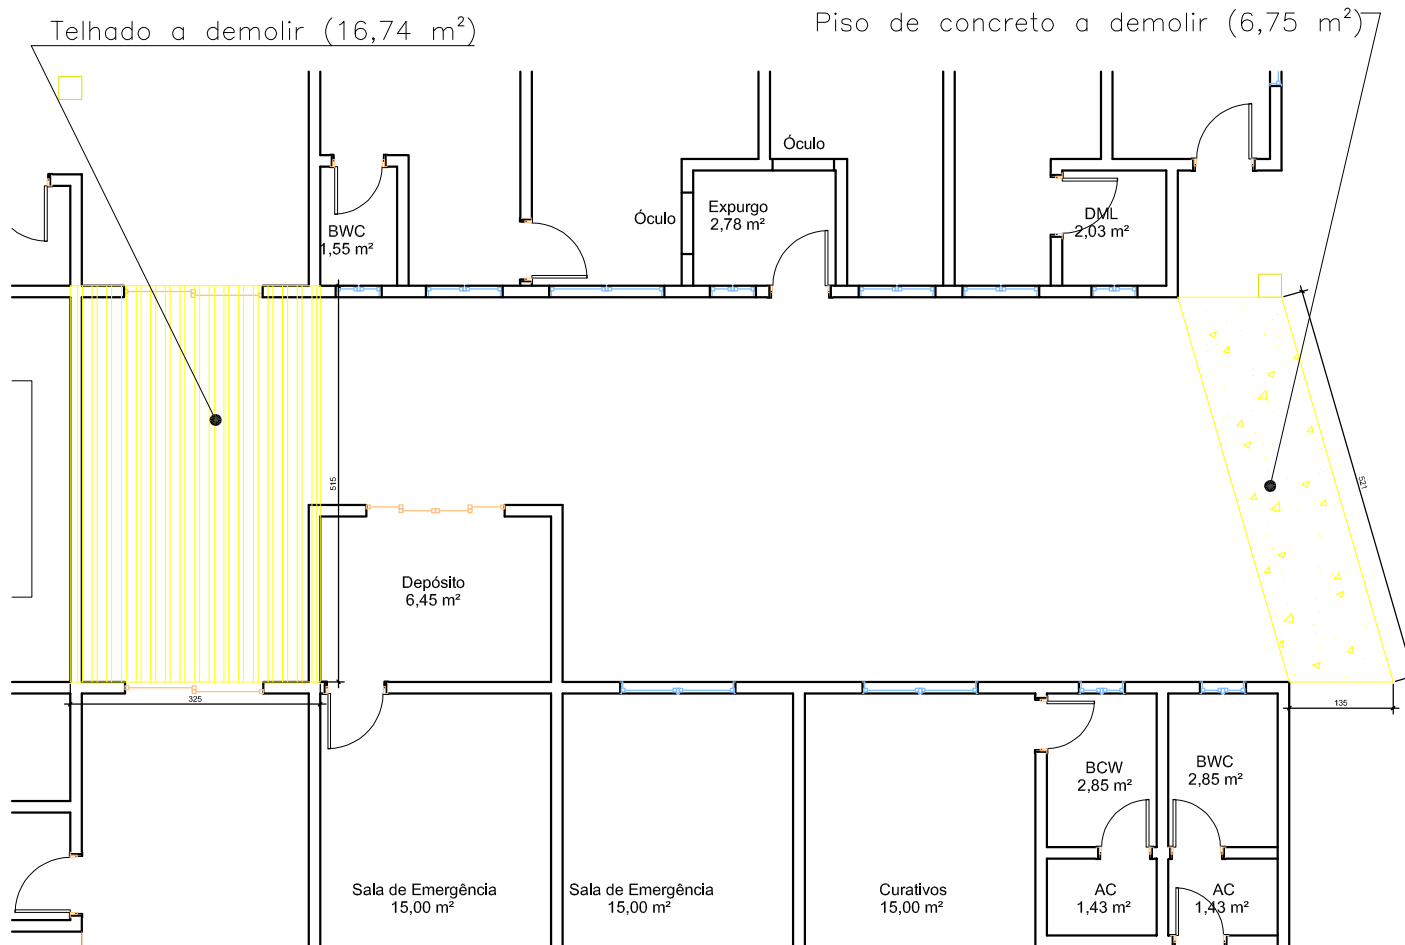 Telhado a demolir (16,74 m²)
Piso de concreto a demolir (6,75 m²)
Óculo
Óculo
Expurgo
2,78 m²
DML
2,03 m²
BWC
1,55 m²
515
521
Depósito
6,45 m²
325
135
BCW
2,85 m²
BWC
2,85 m²
Sala de Emergência
15,00 m²
Sala de Emergência
15,00 m²
Curativos
15,00 m²
AC
1,43 m²
AC
1,43 m²